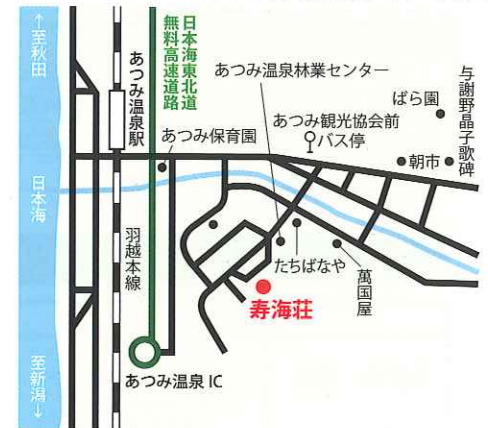 ←至秋田
日本海東北道
無料高速道路
あつみ温泉駅
あつみ温泉林業センター
ばら園
与謝野晶子歌碑
あつみ観光協会前
バス停
あつみ保育園
朝市
日本海
羽越本線
たちばなや
萬国屋
寿海荘
あつみ温泉 IC
至新潟→